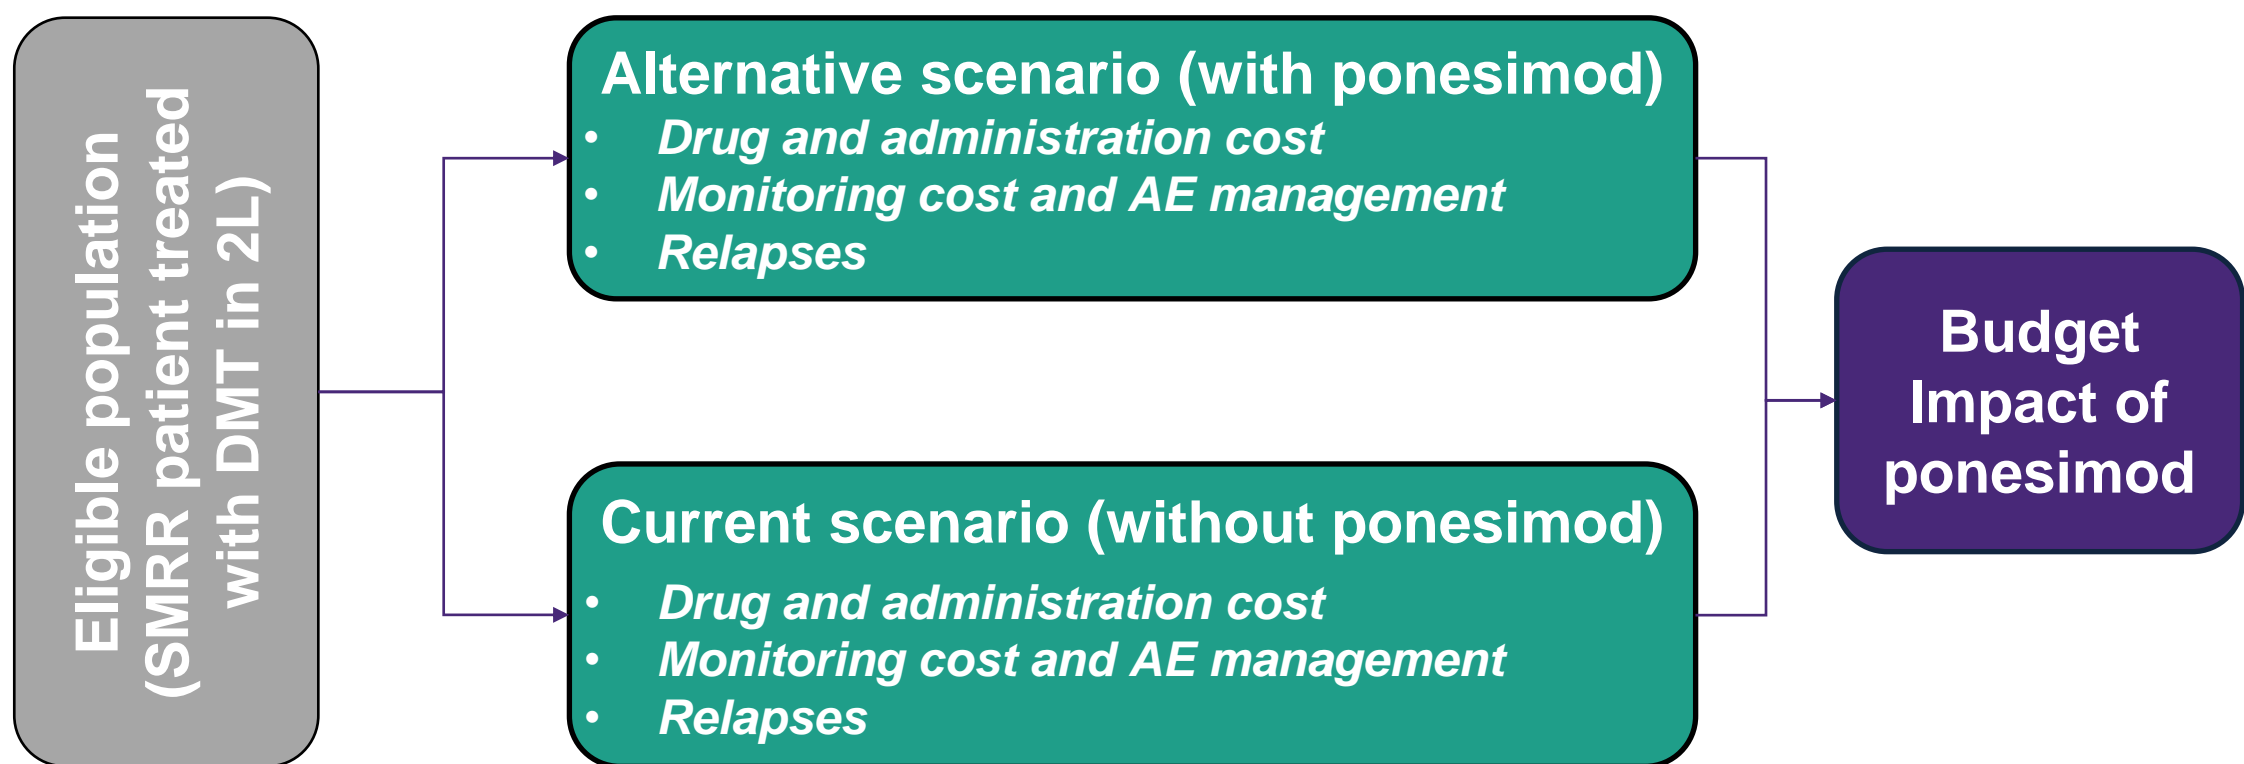 Eligible population
(SMRR patient treated
with DMT in 2L)
Alternative scenario (with ponesimod)
• Drug and administration cost
• Monitoring cost and AE management
• Relapses
Current scenario (without ponesimod)
• Drug and administration cost
• Monitoring cost and AE management
• Relapses
Budget
Impact of
ponesimod